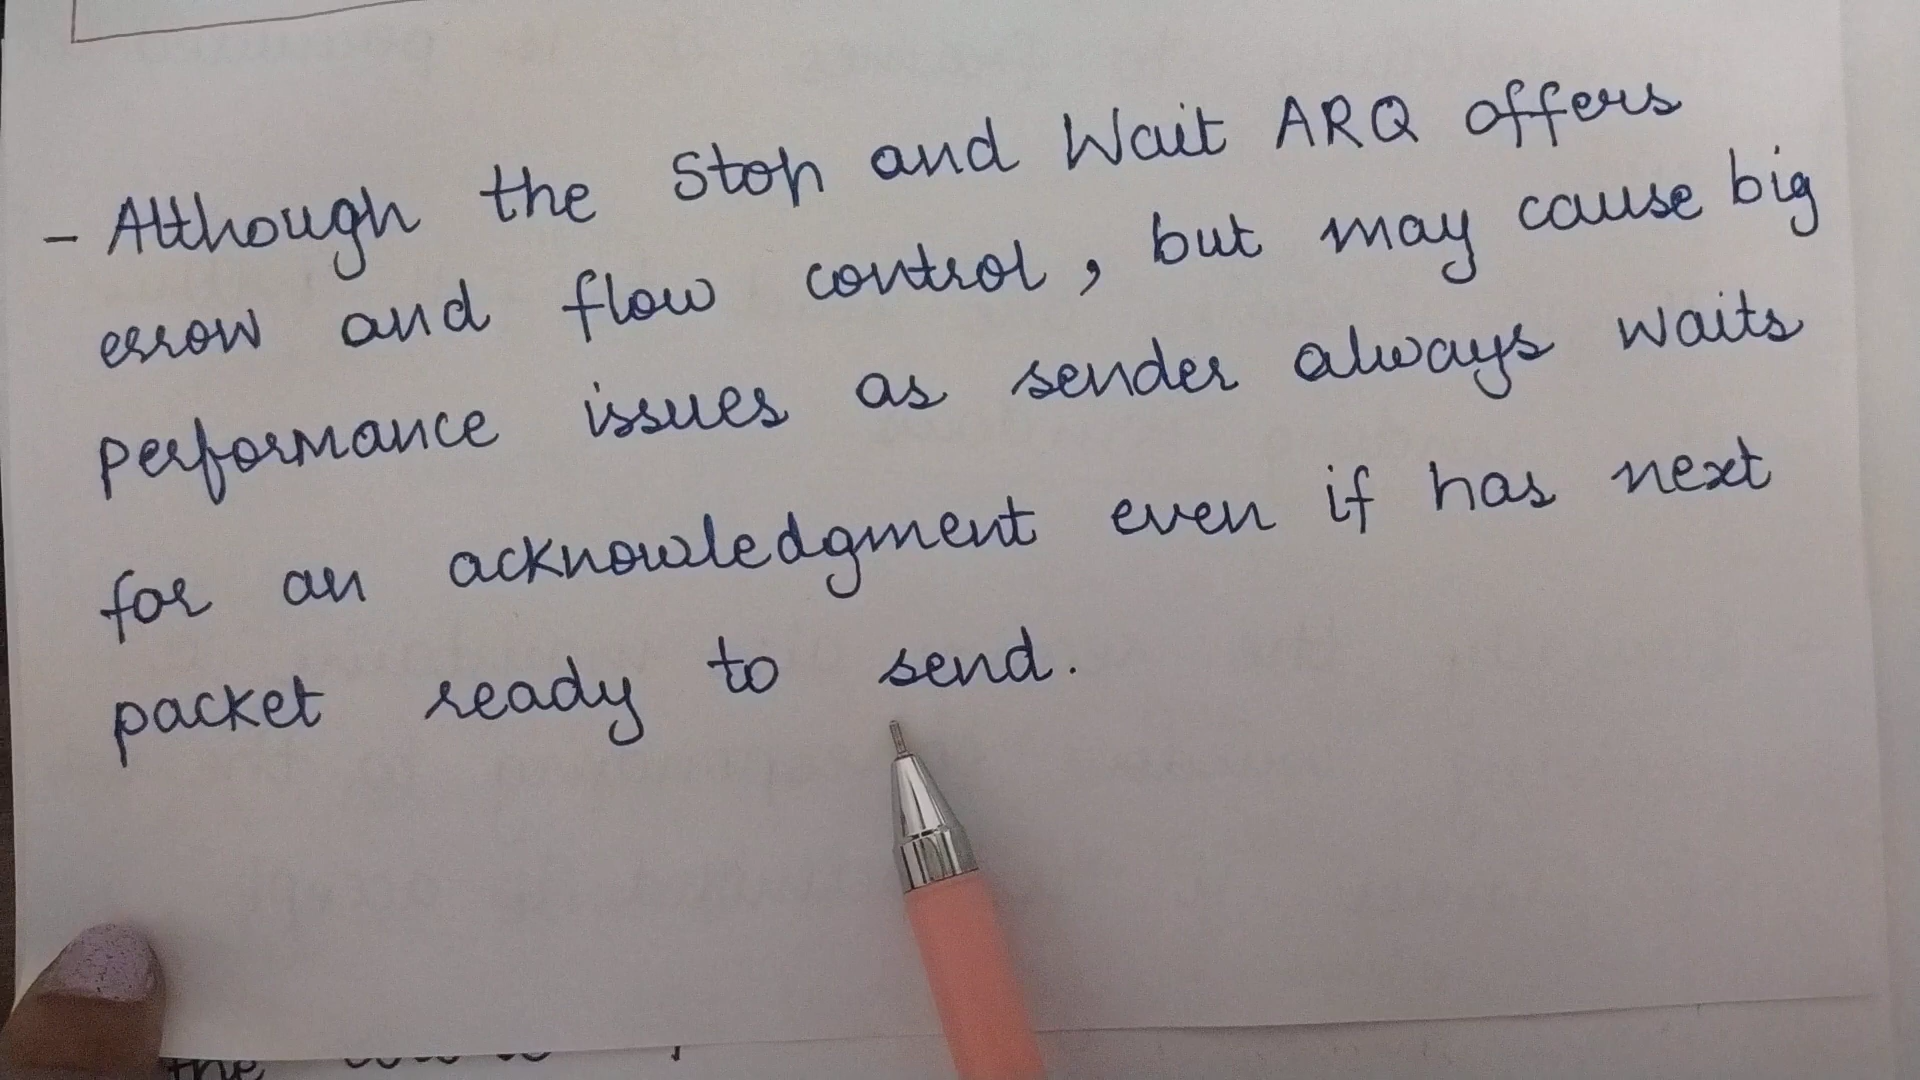 - Although the Stop and Wait ARQ offers
error and flow control, but may cause big
performance issues as sender always waits
for an acknowledgment even if has next
packet ready to send.
the